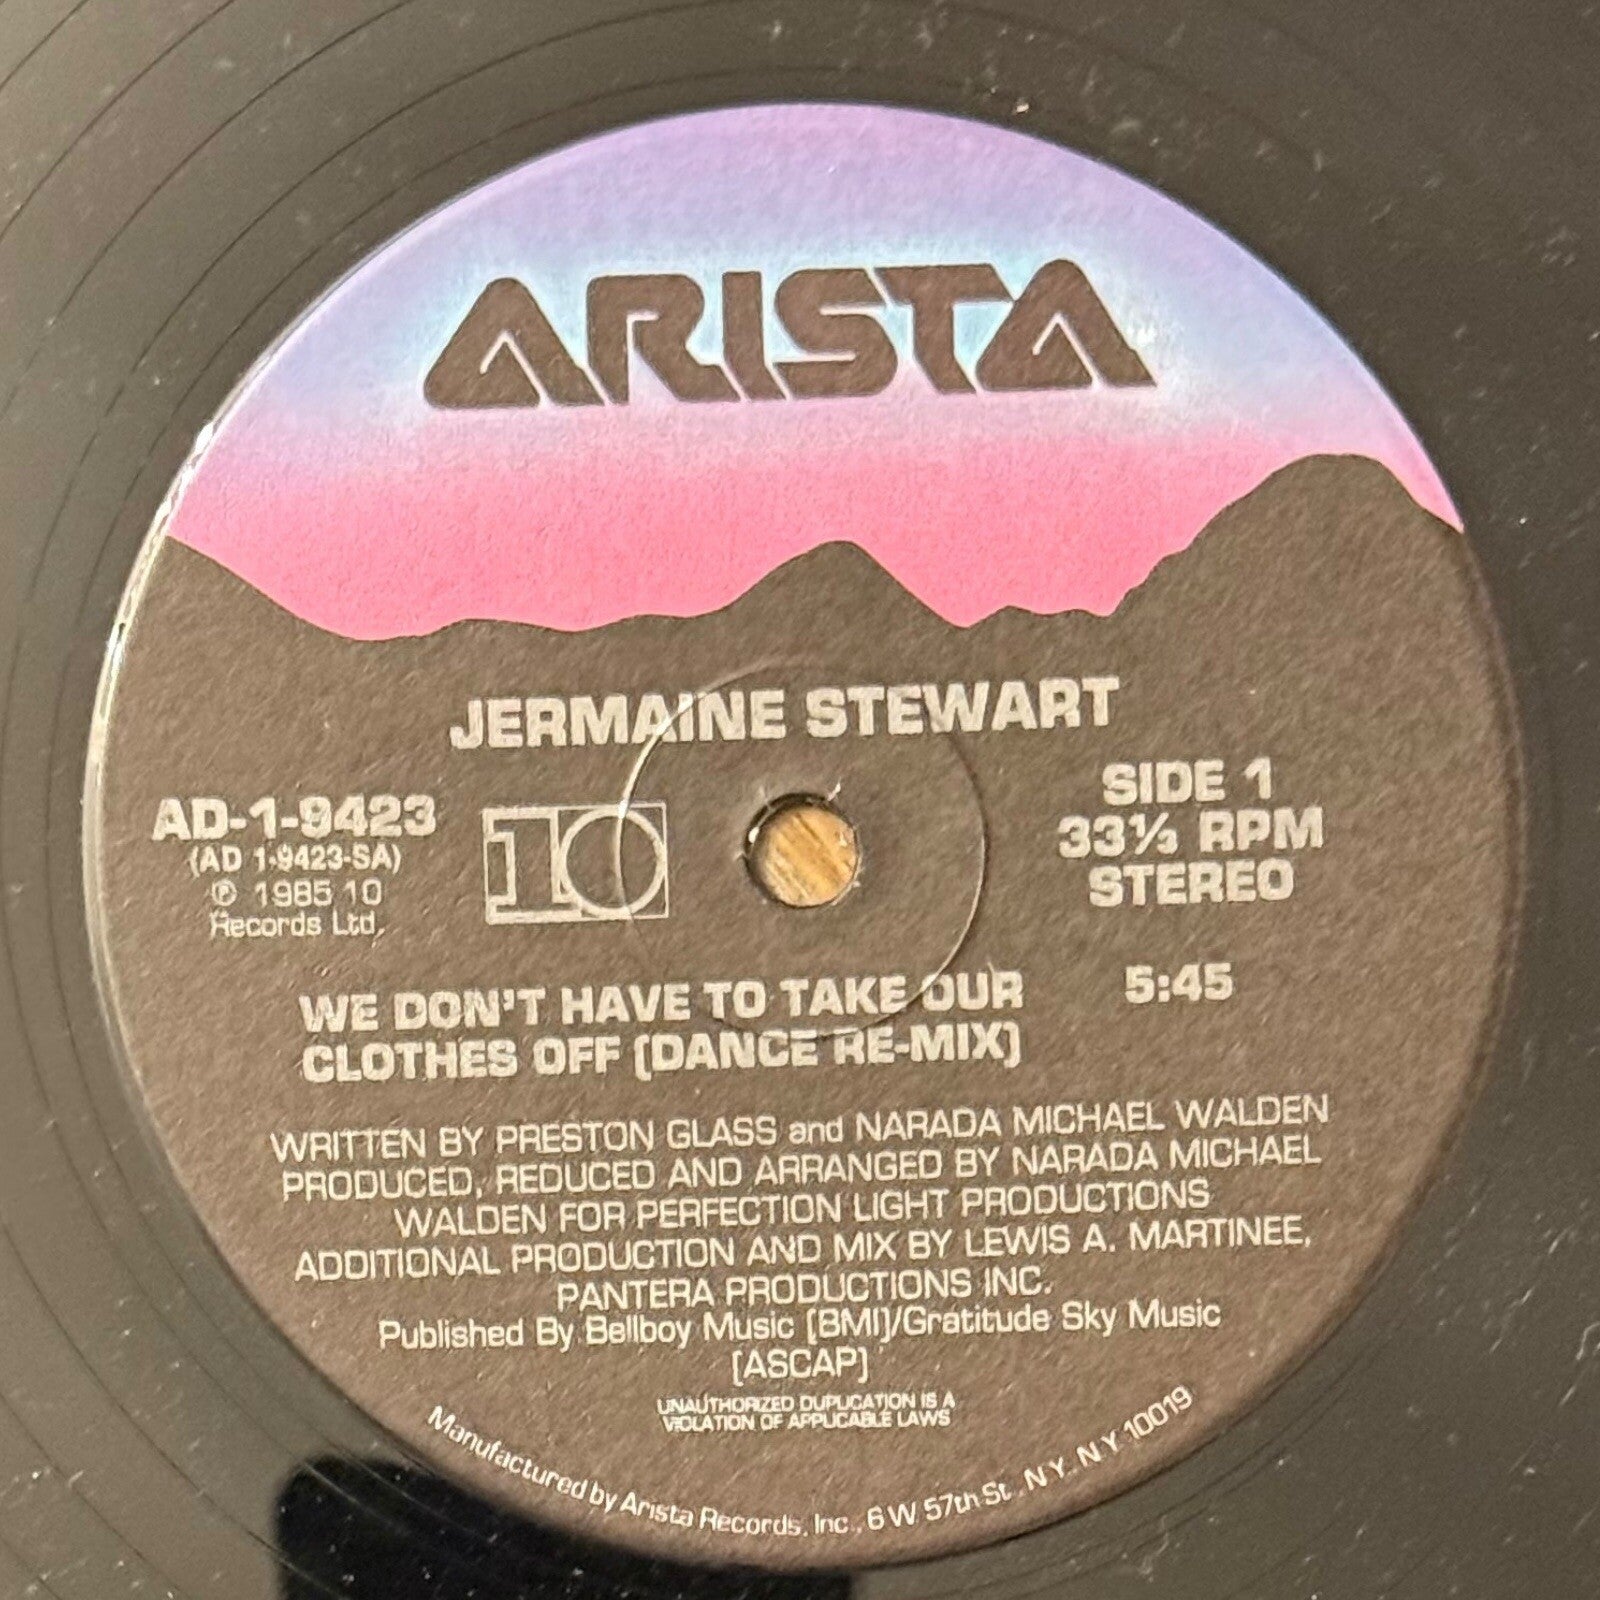 ARISTA
JERMAINE STEWART
AD-1-9423
(AD 1-9423-SA)
℗ 1985 10
Records Ltd.
10
SIDE 1
33⅓ RPM
STEREO
WE DON'T HAVE TO TAKE OUR
CLOTHES OFF (DANCE RE-MIX)
5:45
WRITTEN BY PRESTON GLASS and NARADA MICHAEL WALDEN
PRODUCED, REDUCED AND ARRANGED BY NARADA MICHAEL
WALDEN FOR PERFECTION LIGHT PRODUCTIONS
ADDITIONAL PRODUCTION AND MIX BY LEWIS A. MARTINEE,
PANTERA PRODUCTIONS INC.
Published By Bellboy Music (BMI)/Gratitude Sky Music
(ASCAP)
UNAUTHORIZED DUPLICATION IS A
VIOLATION OF APPLICABLE LAWS
Manufactured by Arista Records, Inc., 6 W 57th St., N.Y., N.Y. 10019